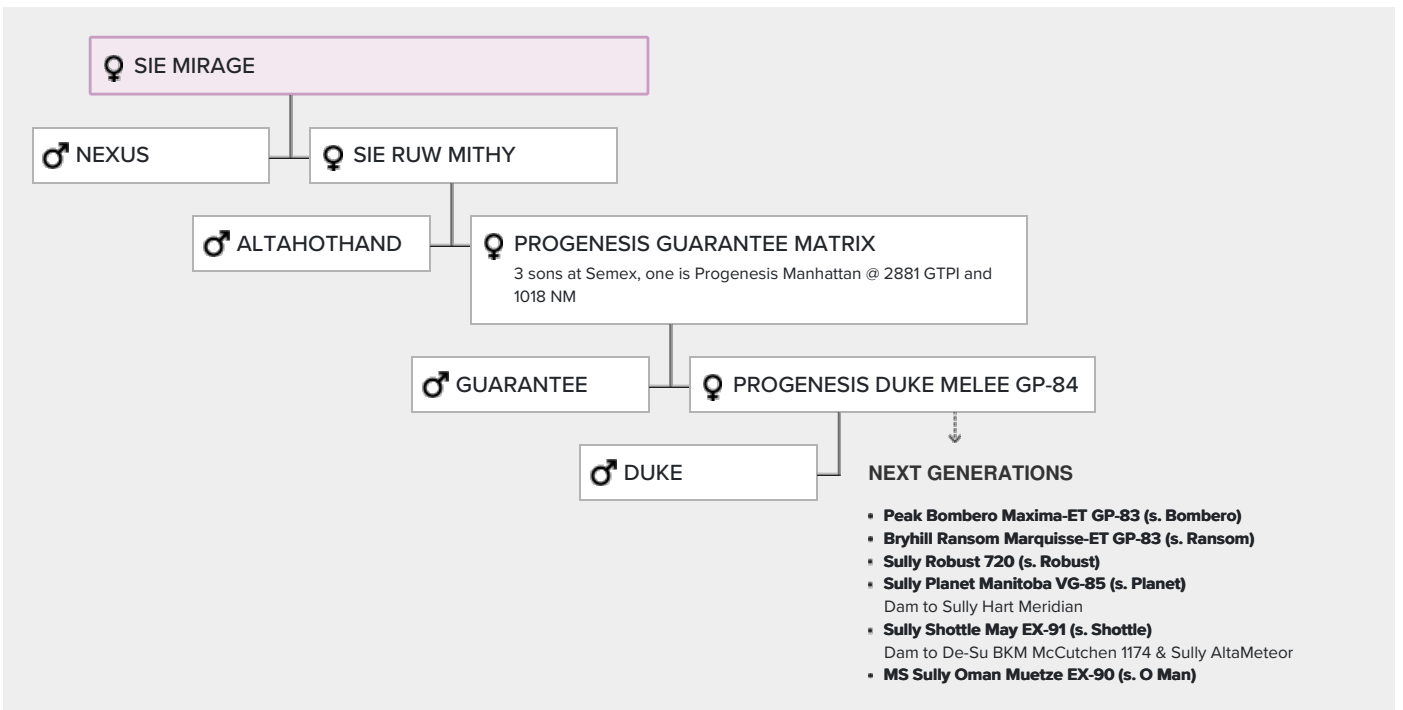 SIE MIRAGE
NEXUS
SIE RUW MITHY
ALTAHOTHAND
PROGENESIS GUARANTEE MATRIX
3 sons at Semex, one is Progenesis Manhattan @ 2881 GTPI and
1018 NM
GUARANTEE
PROGENESIS DUKE MELEE GP-84
DUKE
NEXT GENERATIONS
Peak Bombero Maxima-ET GP-83 (s. Bombero)
Bryhill Ransom Marquisse-ET GP-83 (s. Ransom)
Sully Robust 720 (s. Robust)
Sully Planet Manitoba VG-85 (s. Planet)
Dam to Sully Hart Meridian
Sully Shottle May EX-91 (s. Shottle)
Dam to De-Su BKM McCutchen 1174 & Sully AltaMeteor
MS Sully Oman Muetze EX-90 (s. O Man)